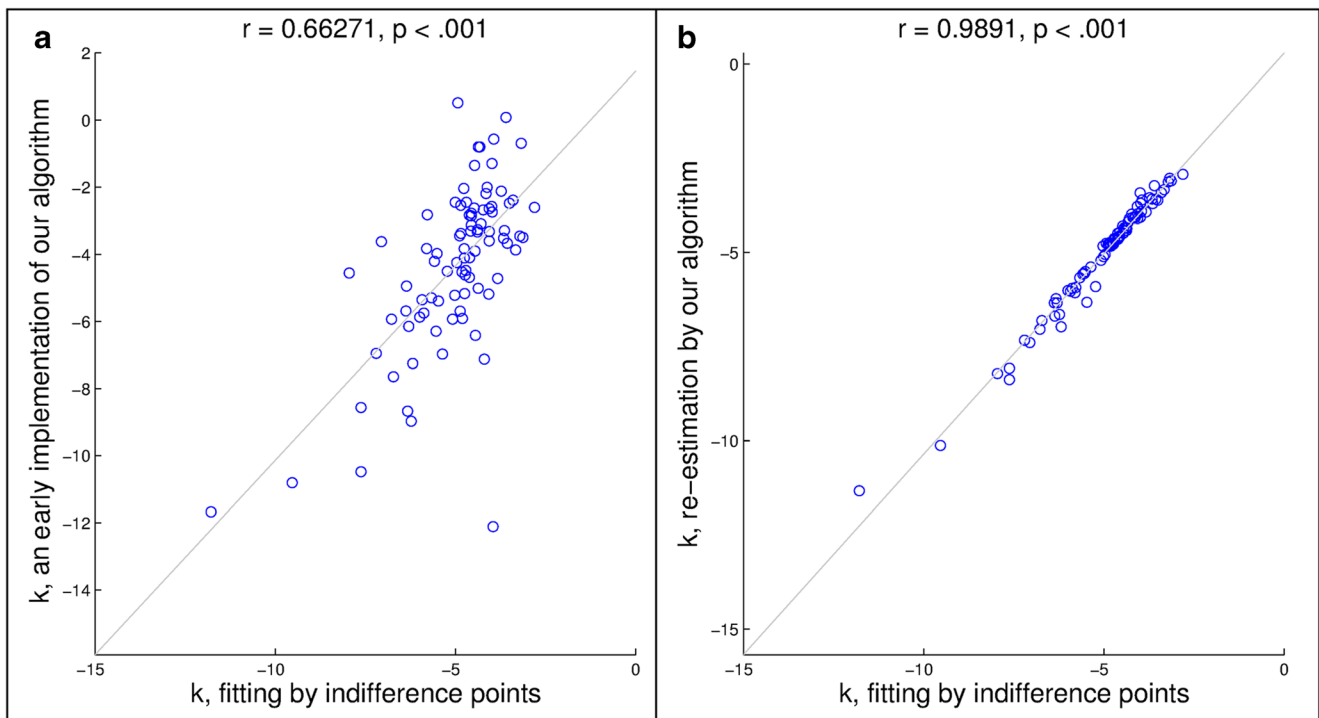 a
r = 0.66271, p < .001
2
0
−2
−4
−6
−8
−10
−12
−14
−15
−10
−5
0
k, an early implementation of our algorithm
k, fitting by indifference points
b
r = 0.9891, p < .001
0
−5
−10
−15
−15
−10
−5
0
k, re−estimation by our algorithm
k, fitting by indifference points